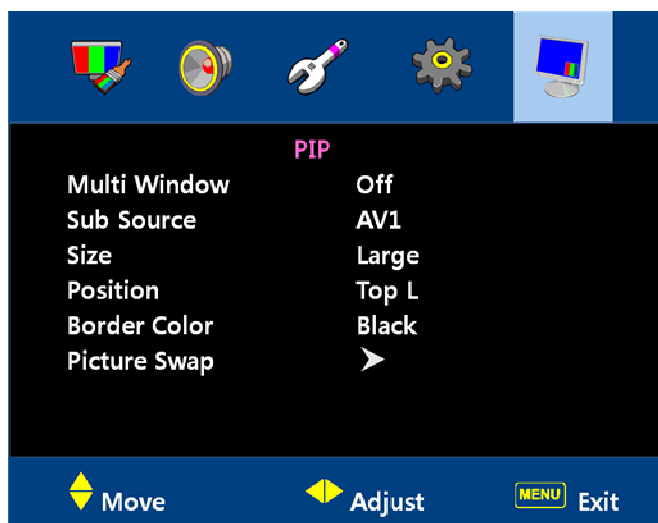 PIP
Multi Window Off
Sub Source AV1
Size Large
Position Top L
Border Color Black
Picture Swap
Move Adjust MENU Exit